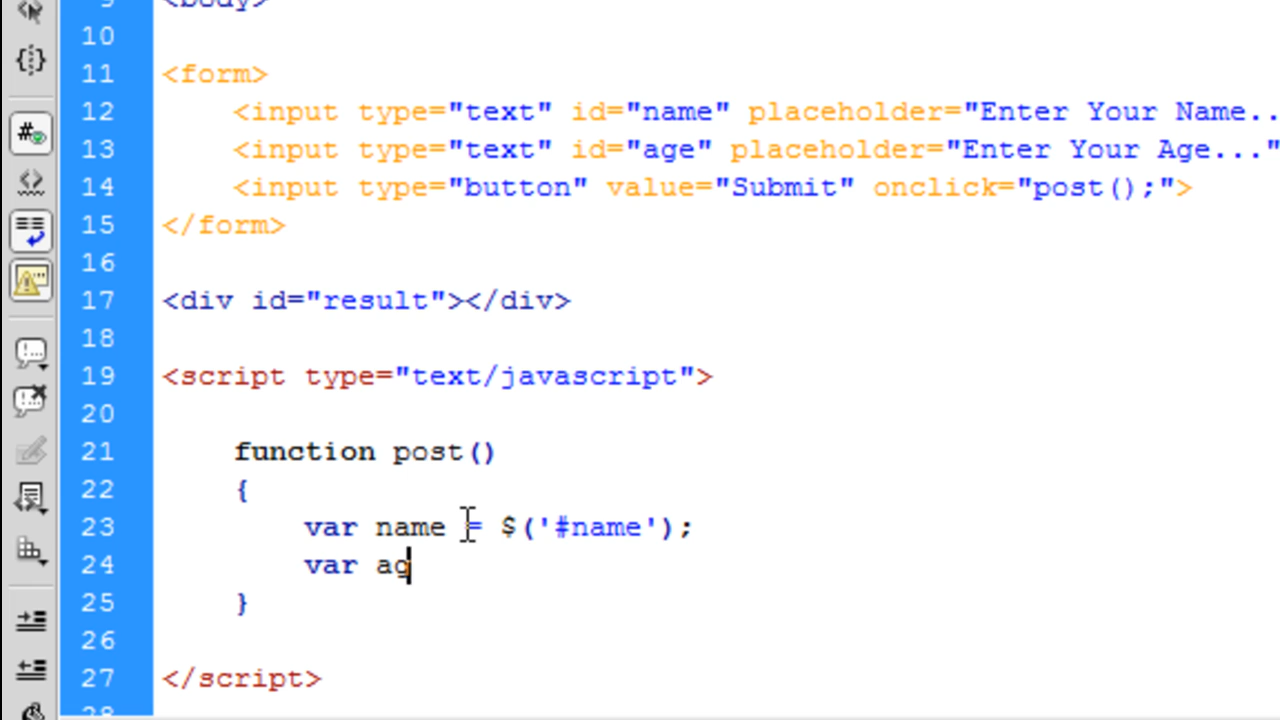 9 <body>
10
11 <form>
12 <input type="text" id="name" placeholder="Enter Your Name..
13 <input type="text" id="age" placeholder="Enter Your Age..."
14 <input type="button" value="Submit" onclick="post();">
15 </form>
16
17 <div id="result"></div>
18
19 <script type="text/javascript">
20
21 function post()
22 {
23 var name = $('#name');
24 var ag
25 }
26
27 </script>
28